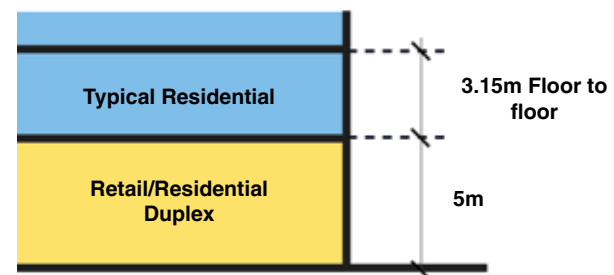 Typical Residential
3.15m Floor to
floor
Retail/Residential
Duplex
5m